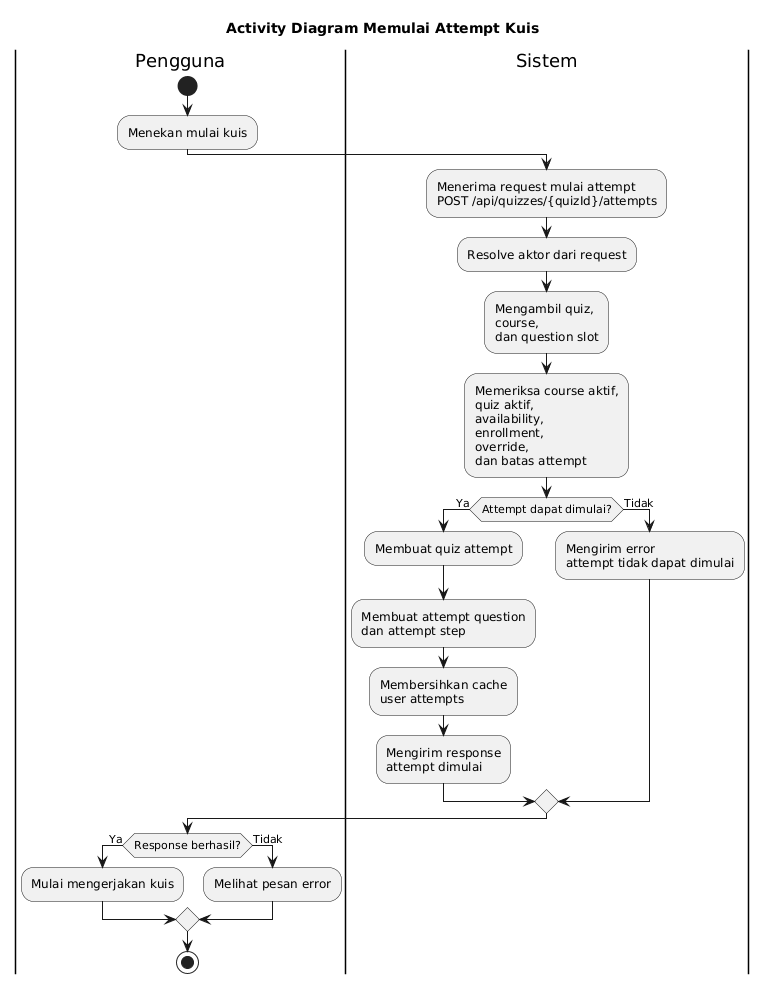 Activity Diagram Memulai Attempt Kuis
Pengguna
Sistem
Menekan mulai kuis
Menerima request mulai attempt
POST /api/quizzes/{quizId}/attempts
Resolve aktor dari request
Mengambil quiz,
course,
dan question slot
Memeriksa course aktif,
quiz aktif,
availability,
enrollment,
override,
dan batas attempt
Ya
Attempt dapat dimulai?
Tidak
Membuat quiz attempt
Mengirim error
attempt tidak dapat dimulai
Membuat attempt question
dan attempt step
Membersihkan cache
user attempts
Mengirim response
attempt dimulai
Ya
Response berhasil?
Tidak
Mulai mengerjakan kuis
Melihat pesan error